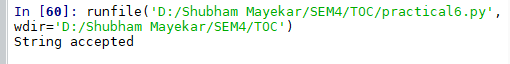 In [60]: runfile('D:/Shubham Mayekar/SEM4/TOC/practical6.py',
wdir='D:/Shubham Mayekar/SEM4/TOC')
String accepted